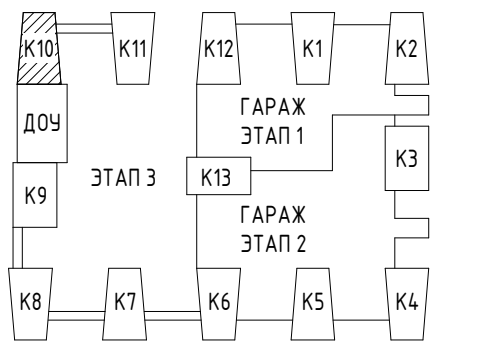 К10
К11
К12
К1
К2
ГАРАЖ
ЭТАП 1
ДОУ
К3
ЭТАП 3
К13
К9
ГАРАЖ
ЭТАП 2
К8
К7
К6
К5
К4